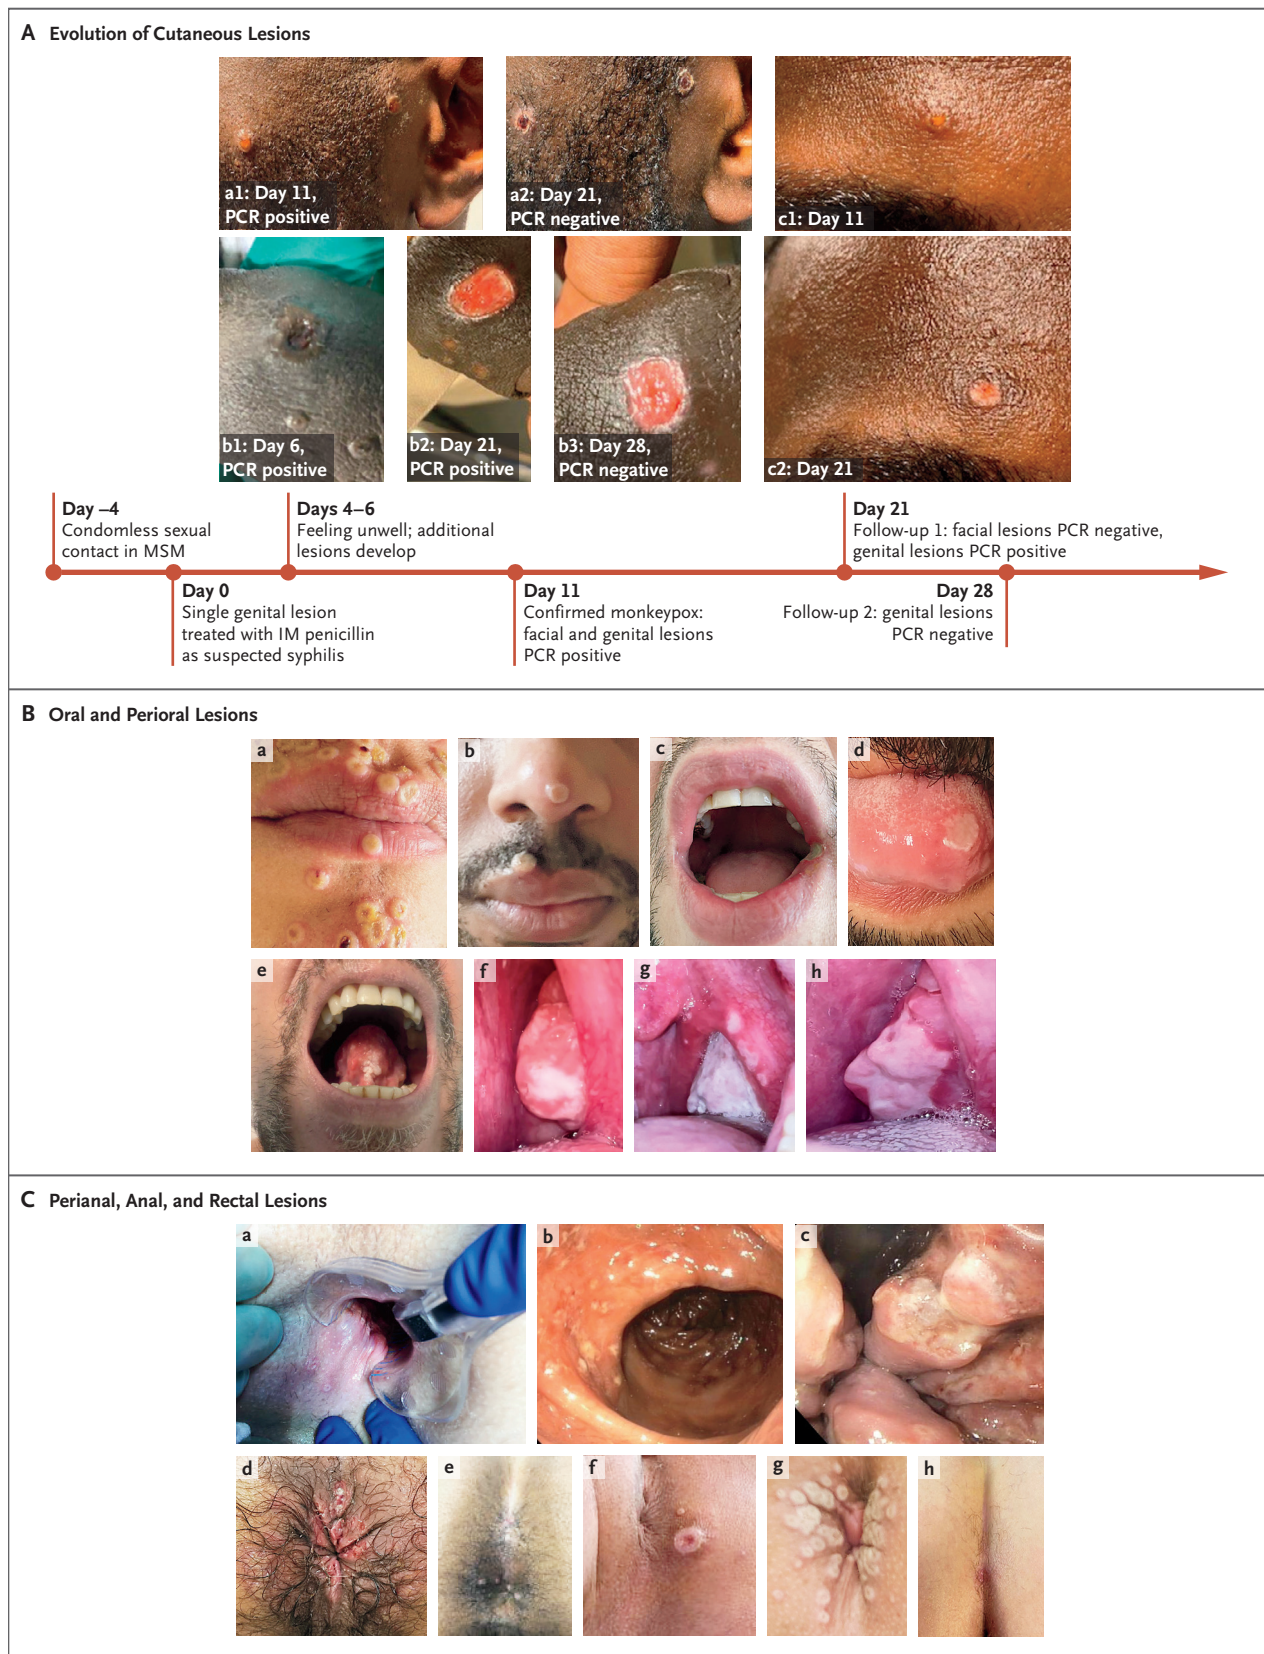 A Evolution of Cutaneous Lesions
a1: Day 11,
PCR positive
a2: Day 21,
PCR negative
c1: Day 11
b1: Day 6,
PCR positive
b2: Day 21,
PCR positive
b3: Day 28,
PCR negative
c2: Day 21
Day –4
Condomless sexual
contact in MSM
Days 4–6
Feeling unwell; additional
lesions develop
Day 21
Follow-up 1: facial lesions PCR negative,
genital lesions PCR positive
Day 0
Single genital lesion
treated with IM penicillin
as suspected syphilis
Day 11
Confirmed monkeypox:
facial and genital lesions
PCR positive
Day 28
Follow-up 2: genital lesions
PCR negative
B Oral and Perioral Lesions
a
b
c
d
e
f
g
h
C Perianal, Anal, and Rectal Lesions
a
b
c
d
e
f
g
h